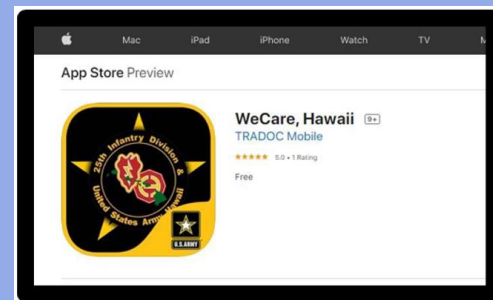 Mac iPad iPhone Watch TV
App Store Preview
WeCare, Hawaii 9+
TRADOC Mobile
★★★★★ 5.0 • 1 Rating
Free
25th Infantry Division &
United States Army Hawaii
U.S.ARMY